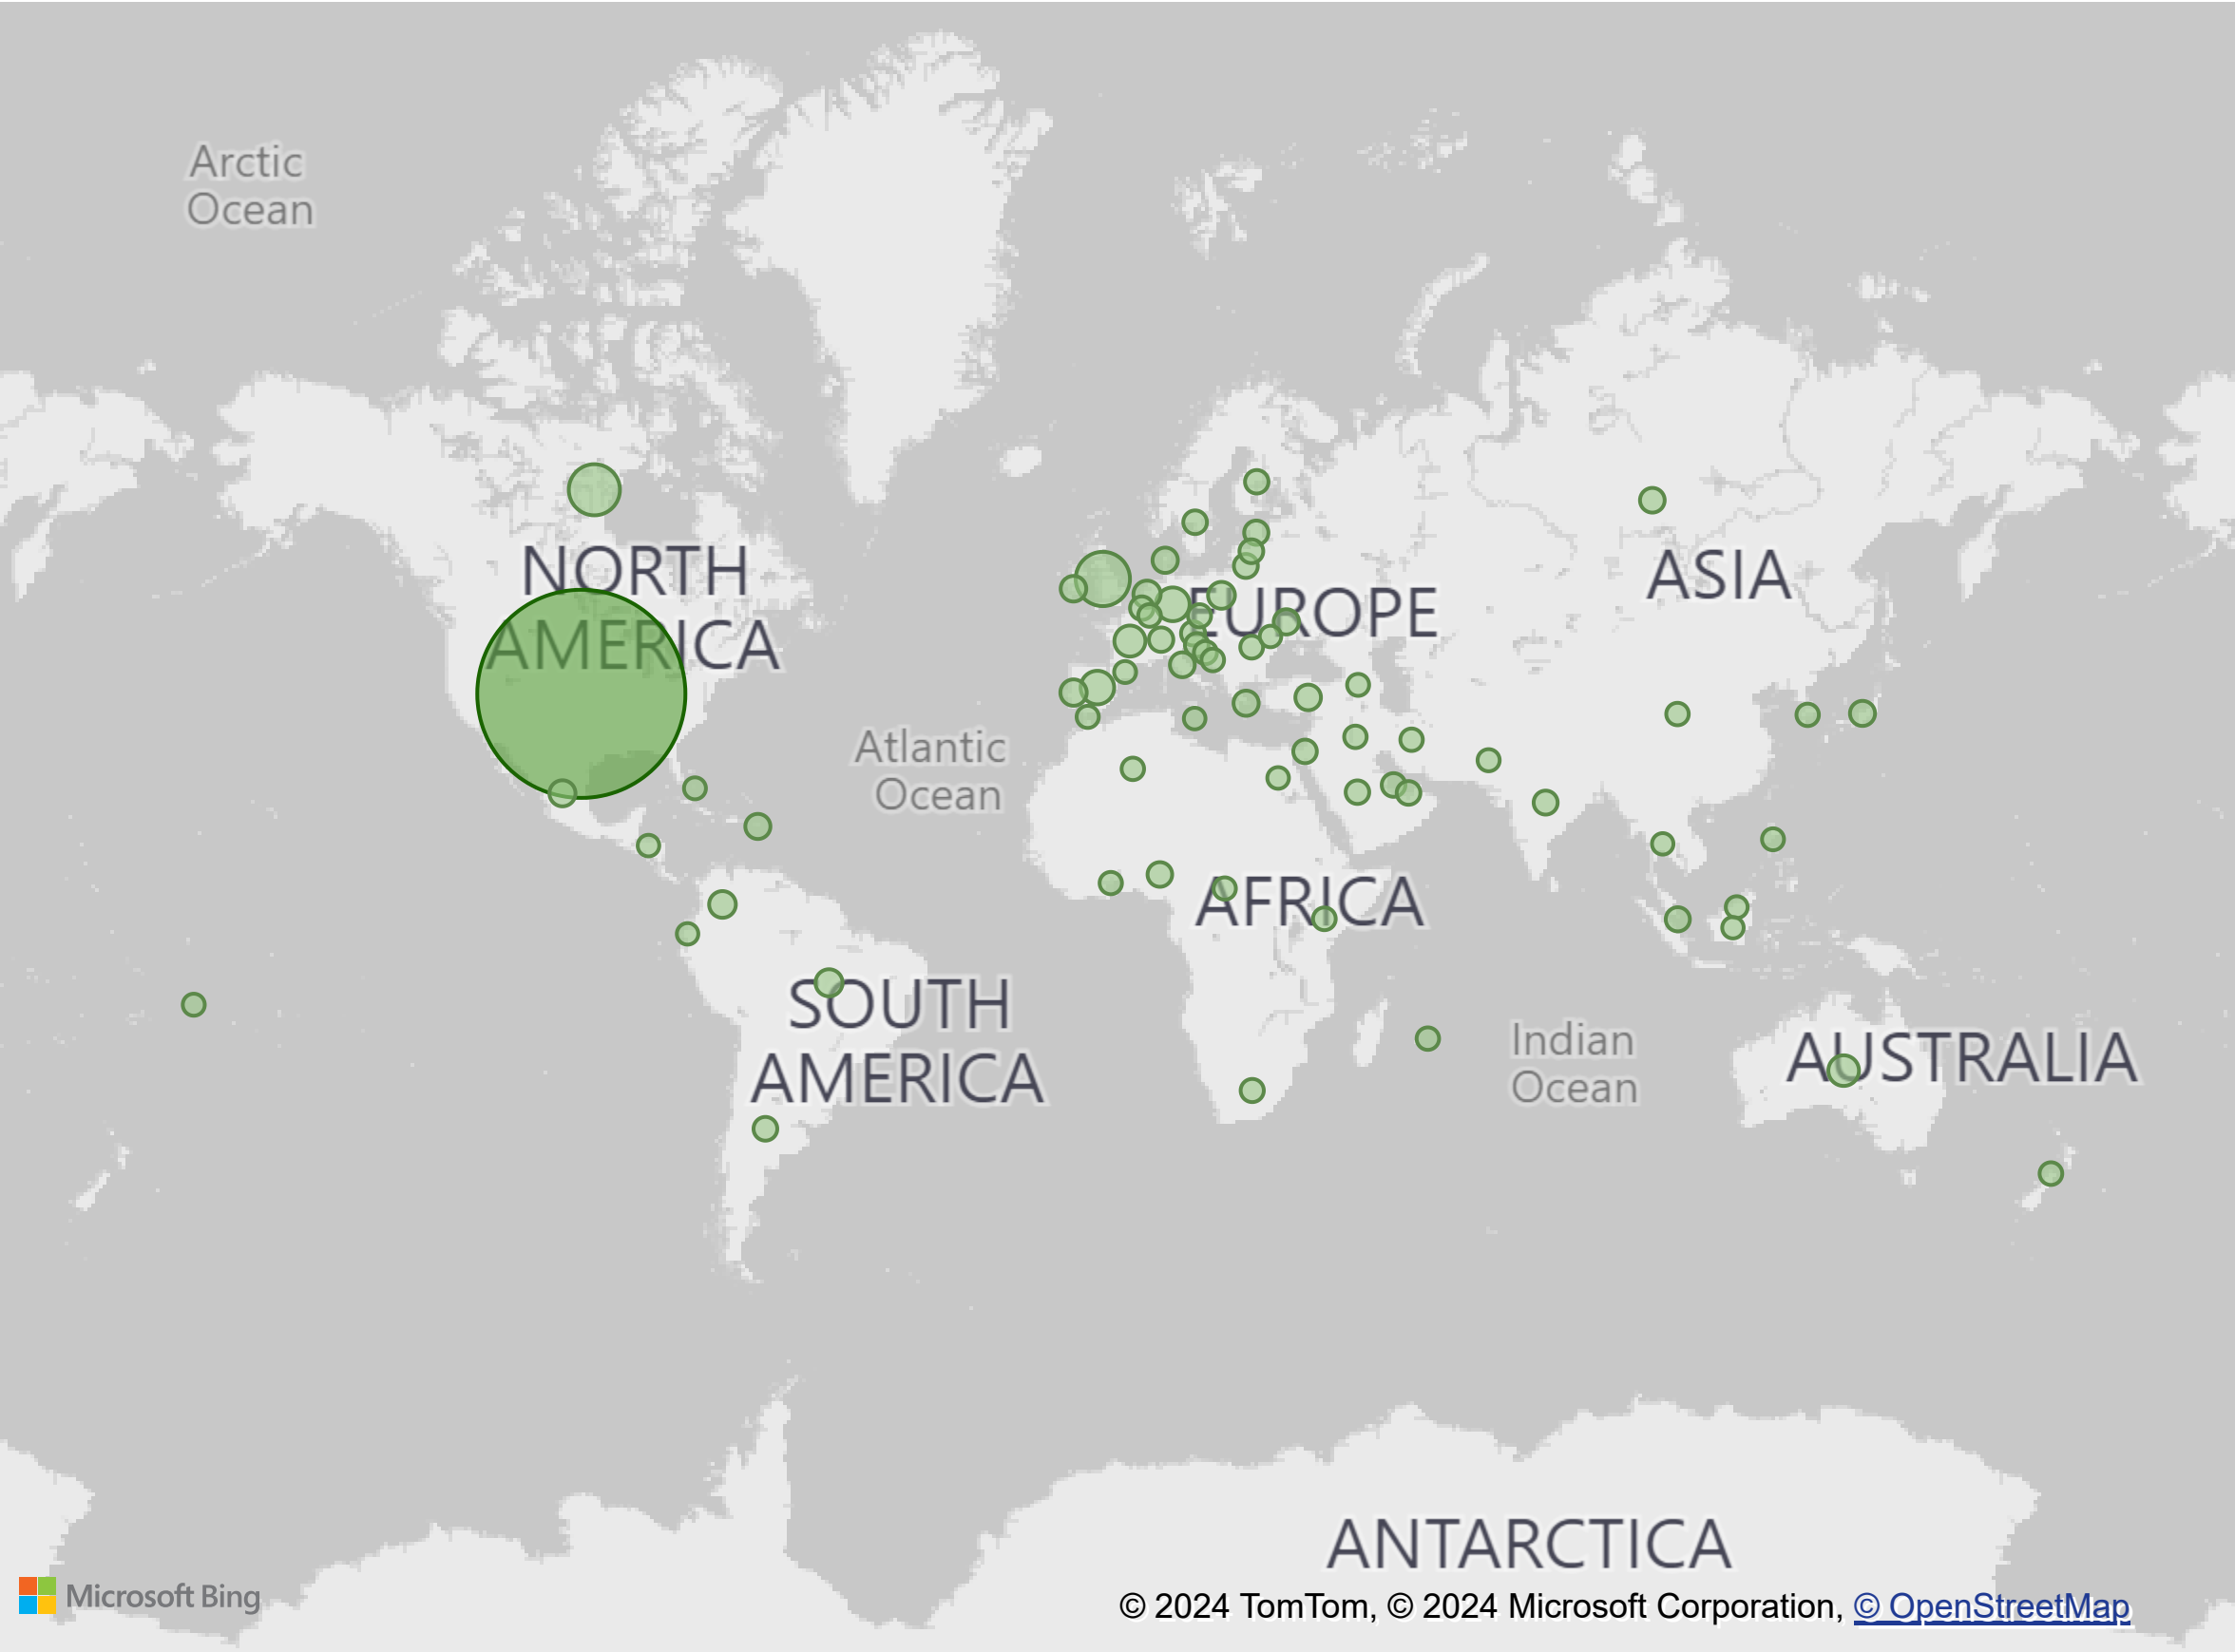 Arctic
Ocean
NORTH
AMERICA
EUROPE
ASIA
Atlantic
Ocean
AFRICA
SOUTH
AMERICA
Indian
Ocean
AUSTRALIA
ANTARCTICA
Microsoft Bing
© 2024 TomTom, © 2024 Microsoft Corporation, © OpenStreetMap